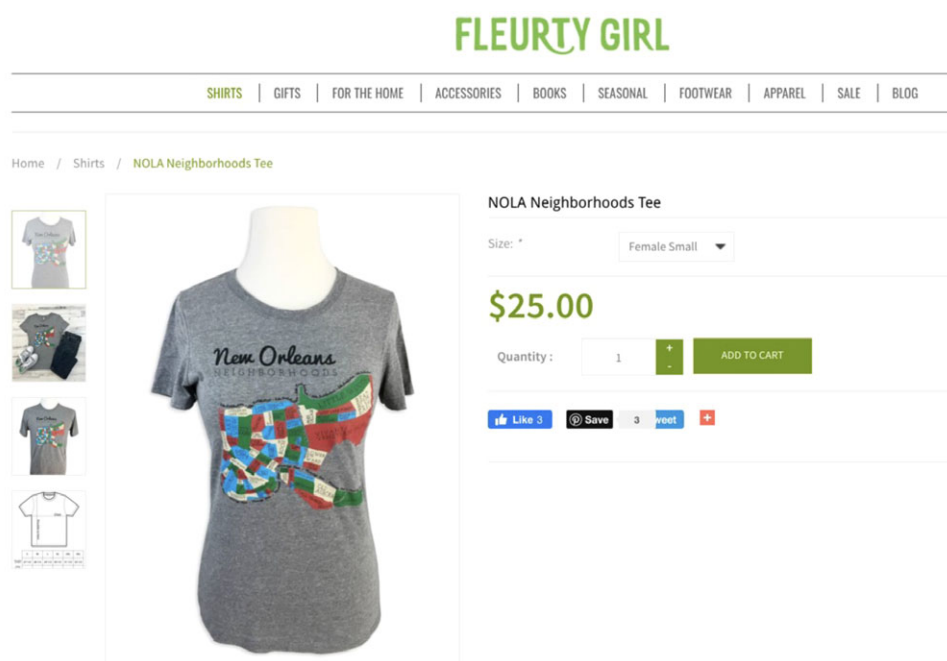 FLEURTY GIRL
SHIRTS GIFTS FOR THE HOME ACCESSORIES BOOKS SEASONAL FOOTWEAR APPAREL SALE BLOG
Home / Shirts / NOLA Neighborhoods Tee
NOLA Neighborhoods Tee
Size: * Female Small
$25.00
Quantity : 1 + - ADD TO CART
Like 3 Save 3 weet +
New Orleans
NEIGHBORHOODS